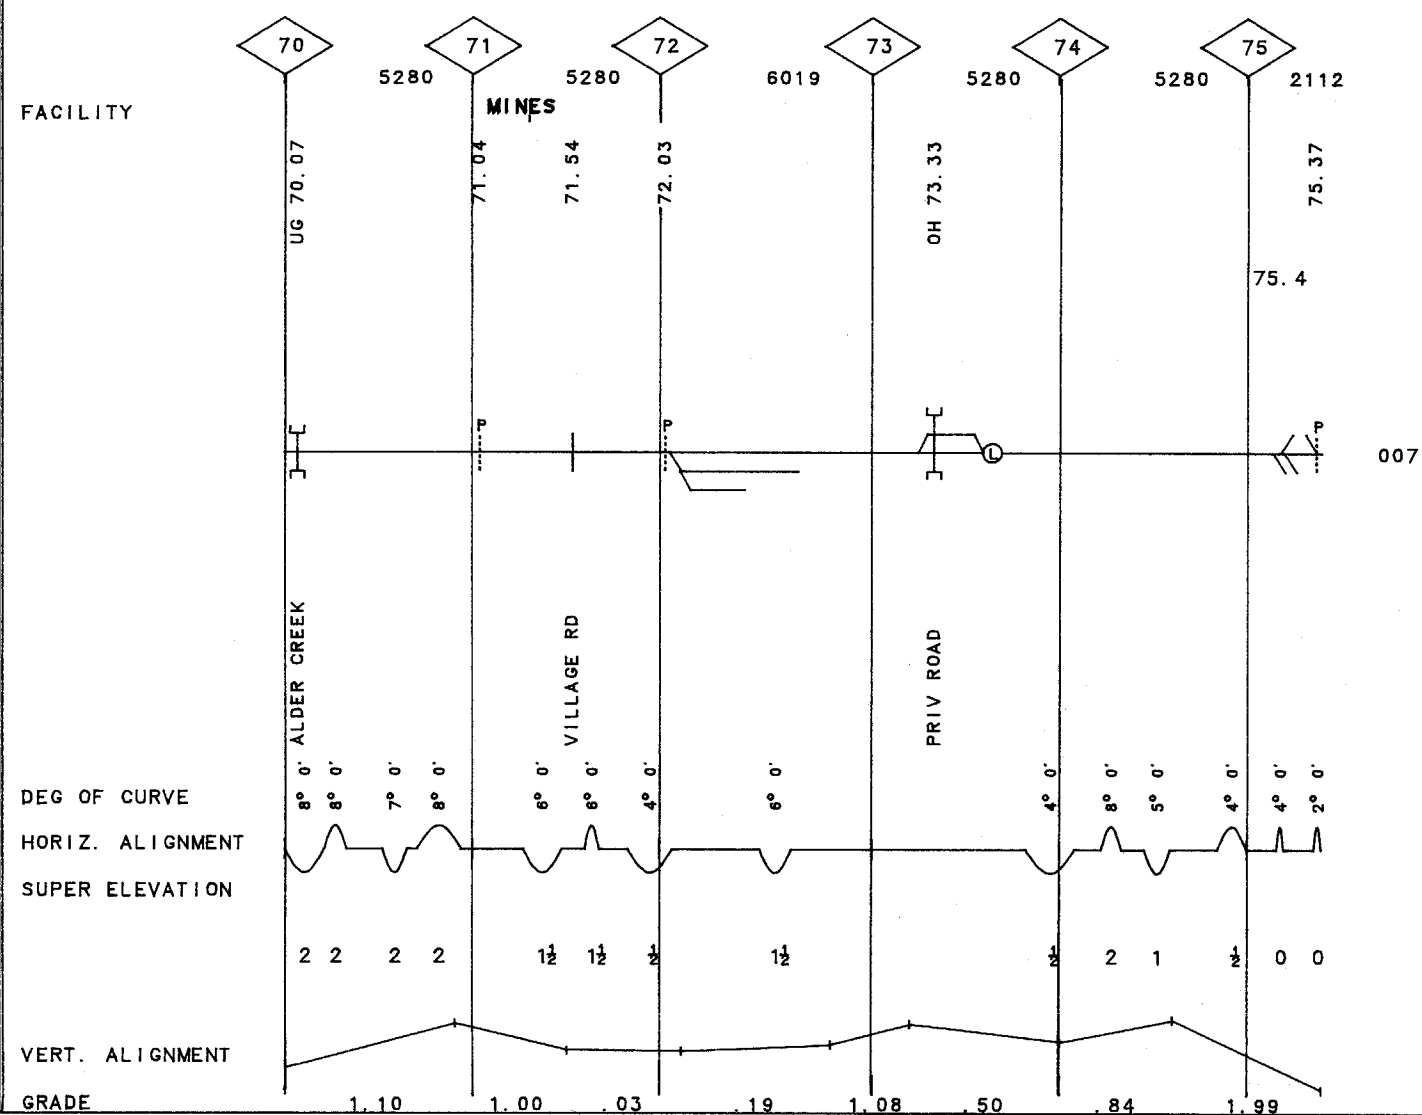 70 71 72 73 74 75
5280 5280 6019 5280 5280 2112
FACILITY
MINES
UG 70.07
71.04
71.54
72.03
OH 73.33
75.37
75.4
P P P
L
007
ALDER CREEK
VILLAGE RD
PRIV ROAD
DEG OF CURVE 8° 0' 8° 0' 7° 0' 8° 0' 6° 0' 6° 0' 4° 0' 6° 0' 4° 0' 8° 0' 5° 0' 4° 0' 4° 0' 2° 0'
HORIZ. ALIGNMENT
SUPER ELEVATION
2 2 2 2 1½ 1½ ½ 1½ ½ 2 1 ½ 0 0
VERT. ALIGNMENT
GRADE 1.10 1.00 .03 .19 1.08 .50 .84 1.99